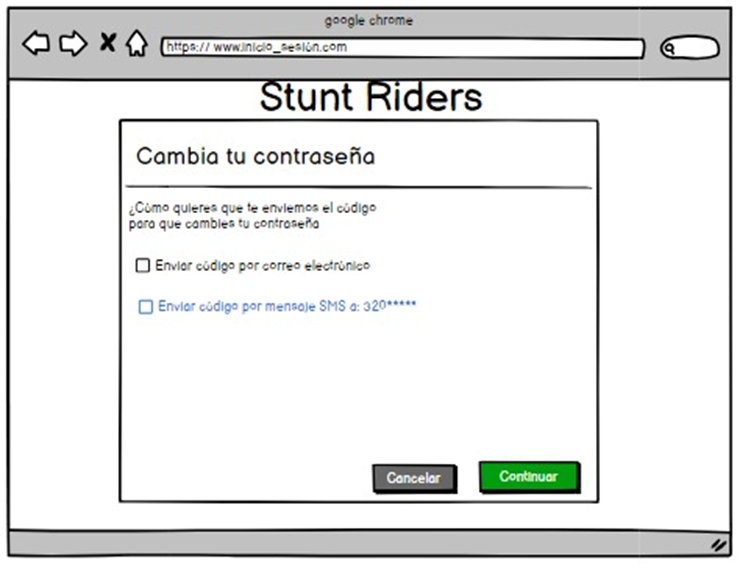 google chrome
https:// www.inicio_sesión.com
Stunt Riders
Cambia tu contraseña
¿Cómo quieres que te enviemos el código
para que cambies tu contraseña
Enviar código por correo electrónico
Enviar código por mensaje SMS a: 320*****
Cancelar
Continuar